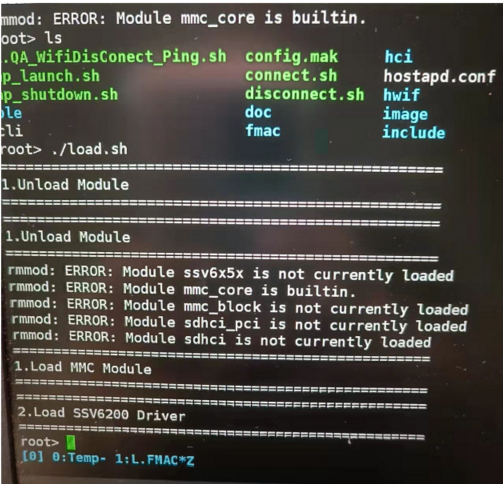 mmod: ERROR: Module mmc_core is builtin.
oot> ls
.QA_WifiDisConect_Ping.sh config.mak hci
p_launch.sh connect.sh hostapd.conf
p_shutdown.sh disconnect.sh hwif
le doc image
cli fmac include
root> ./load.sh
==================================================
1.Unload Module
==================================================
==================================================
1.Unload Module
==================================================
rmmod: ERROR: Module ssv6x5x is not currently loaded
rmmod: ERROR: Module mmc_core is builtin.
rmmod: ERROR: Module mmc_block is not currently loaded
rmmod: ERROR: Module sdhci_pci is not currently loaded
rmmod: ERROR: Module sdhci is not currently loaded
==================================================
1.Load MMC Module
==================================================
==================================================
2.Load SSV6200 Driver
==================================================
root>
[0] 0:Temp- 1:L.FMAC*Z